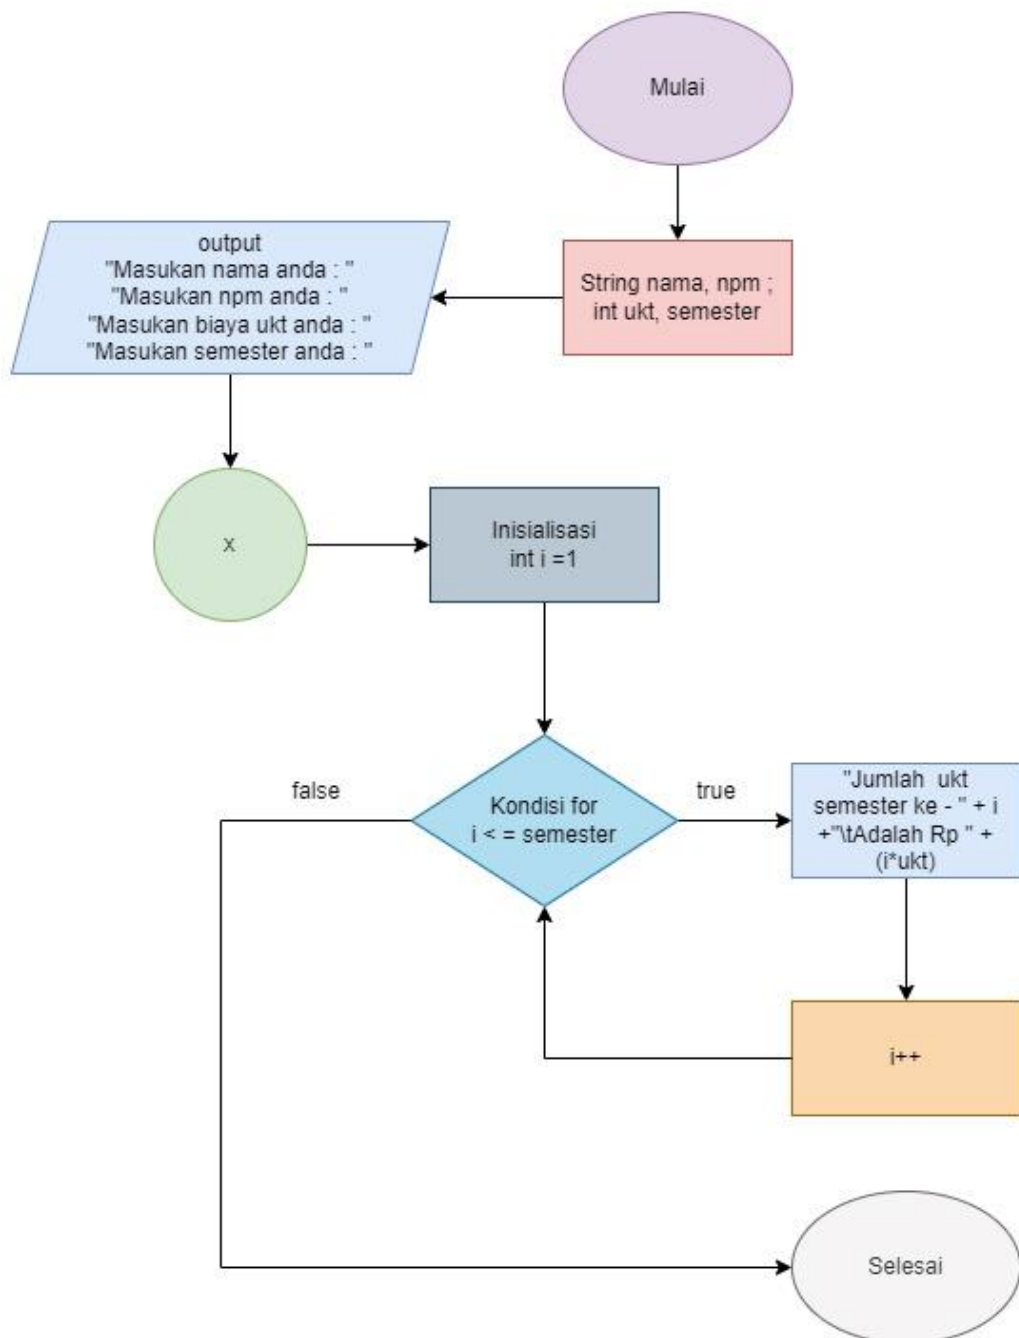 Mulai
String nama, npm ;
int ukt, semester
output
"Masukan nama anda : "
"Masukan npm anda : "
"Masukan biaya ukt anda : "
"Masukan semester anda : "
x
Inisialisasi
int i =1
Kondisi for
i < = semester
false
true
"Jumlah  ukt
semester ke - " + i
+"\tAdalah Rp " +
(i*ukt)
i++
Selesai